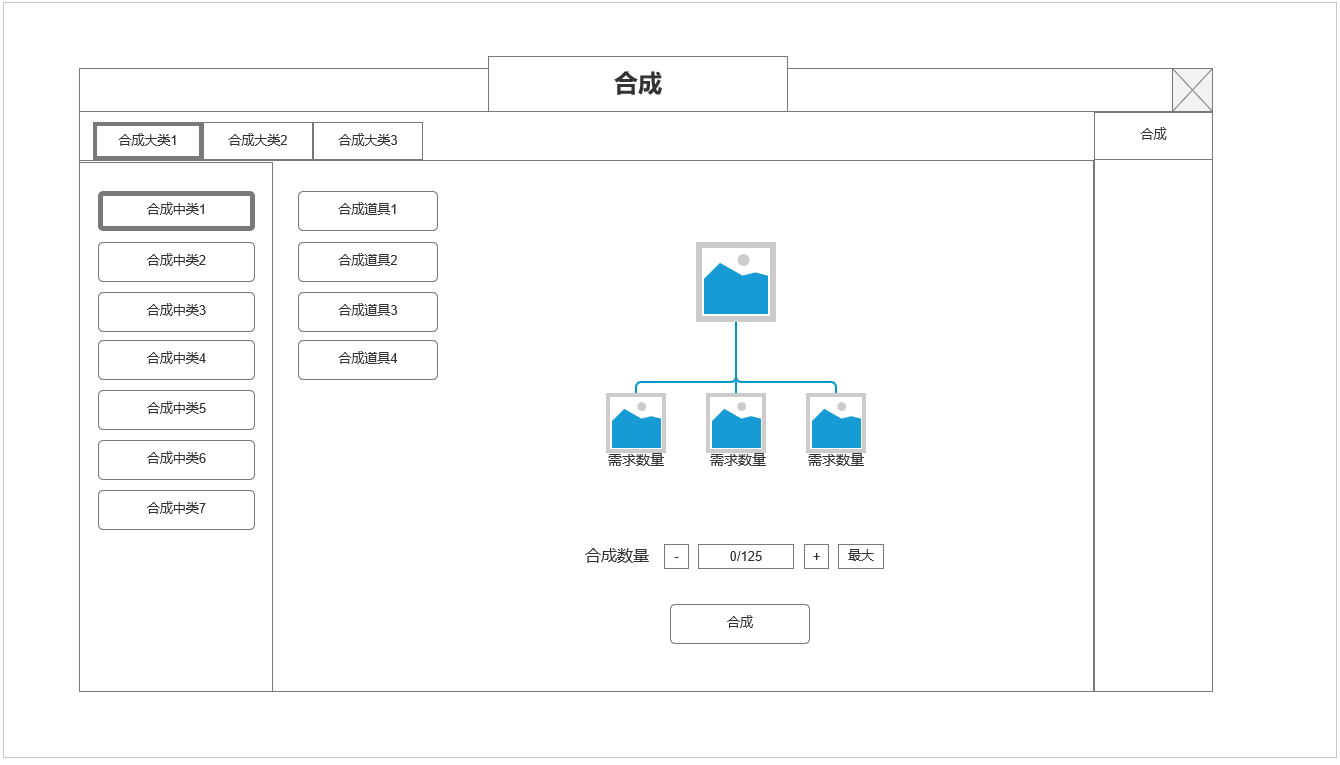 合成
合成大类1
合成大类2
合成大类3
合成
合成中类1
合成中类2
合成中类3
合成中类4
合成中类5
合成中类6
合成中类7
合成道具1
合成道具2
合成道具3
合成道具4
需求数量
需求数量
需求数量
合成数量 - 0/125 + 最大
合成